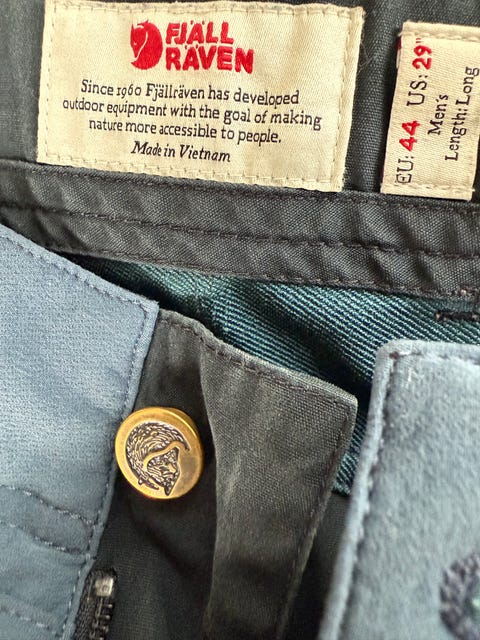 FJÄLL
RÄVEN
Since 1960 Fjällräven has developed
outdoor equipment with the goal of making
nature more accessible to people.
Made in Vietnam
EU: 44 US: 29"
Men's
Length: Long